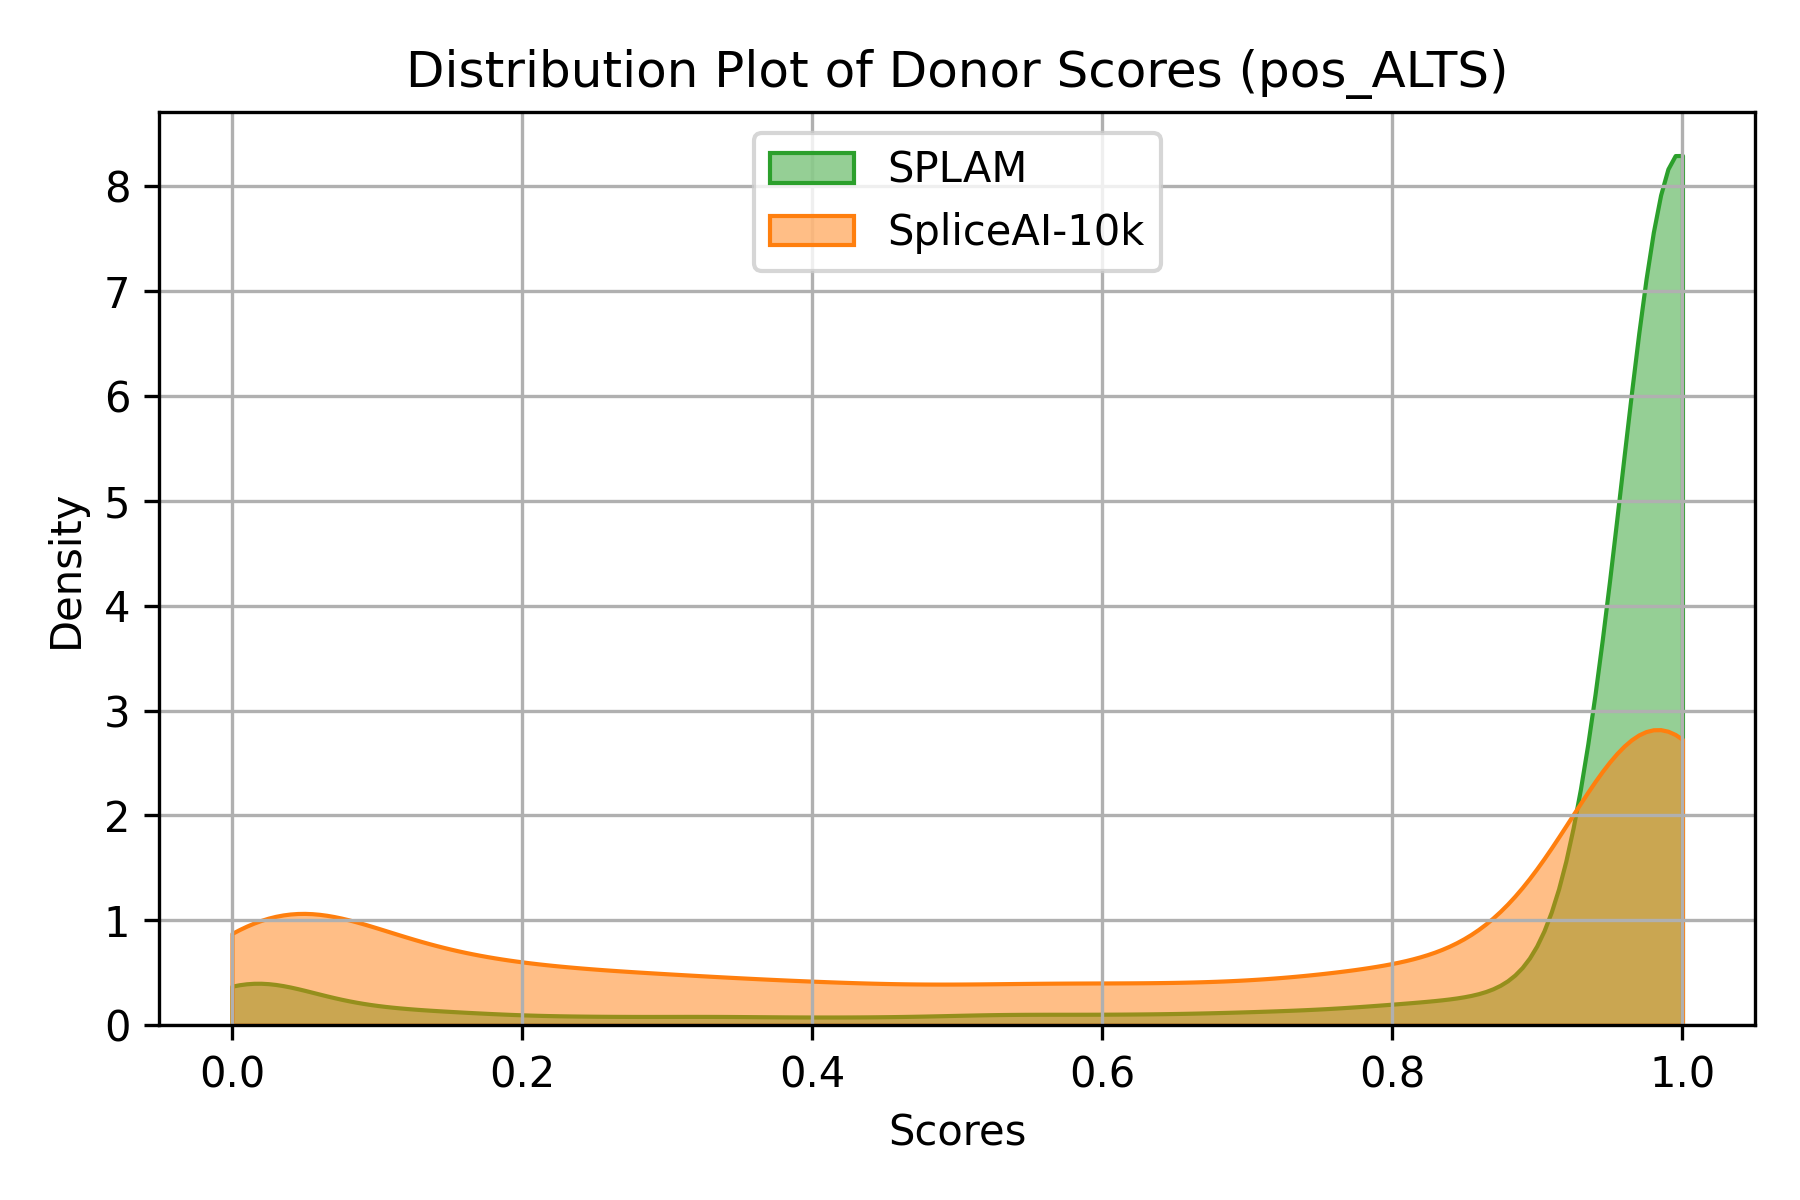 Distribution Plot of Donor Scores (pos_ALTS)
SPLAM
SpliceAI-10k
8
7
6
5
4
3
2
1
0
Density
0.0 0.2 0.4 0.6 0.8 1.0
Scores